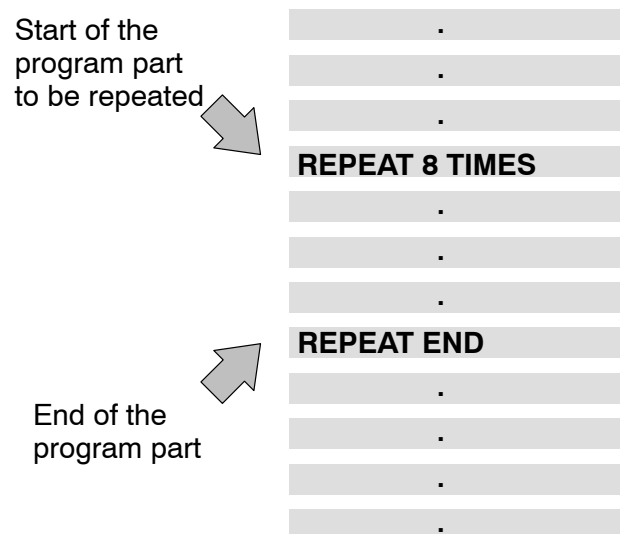 Start of the
program part
to be repeated
.
.
.
REPEAT 8 TIMES
.
.
.
REPEAT END
.
.
.
.
End of the
program part